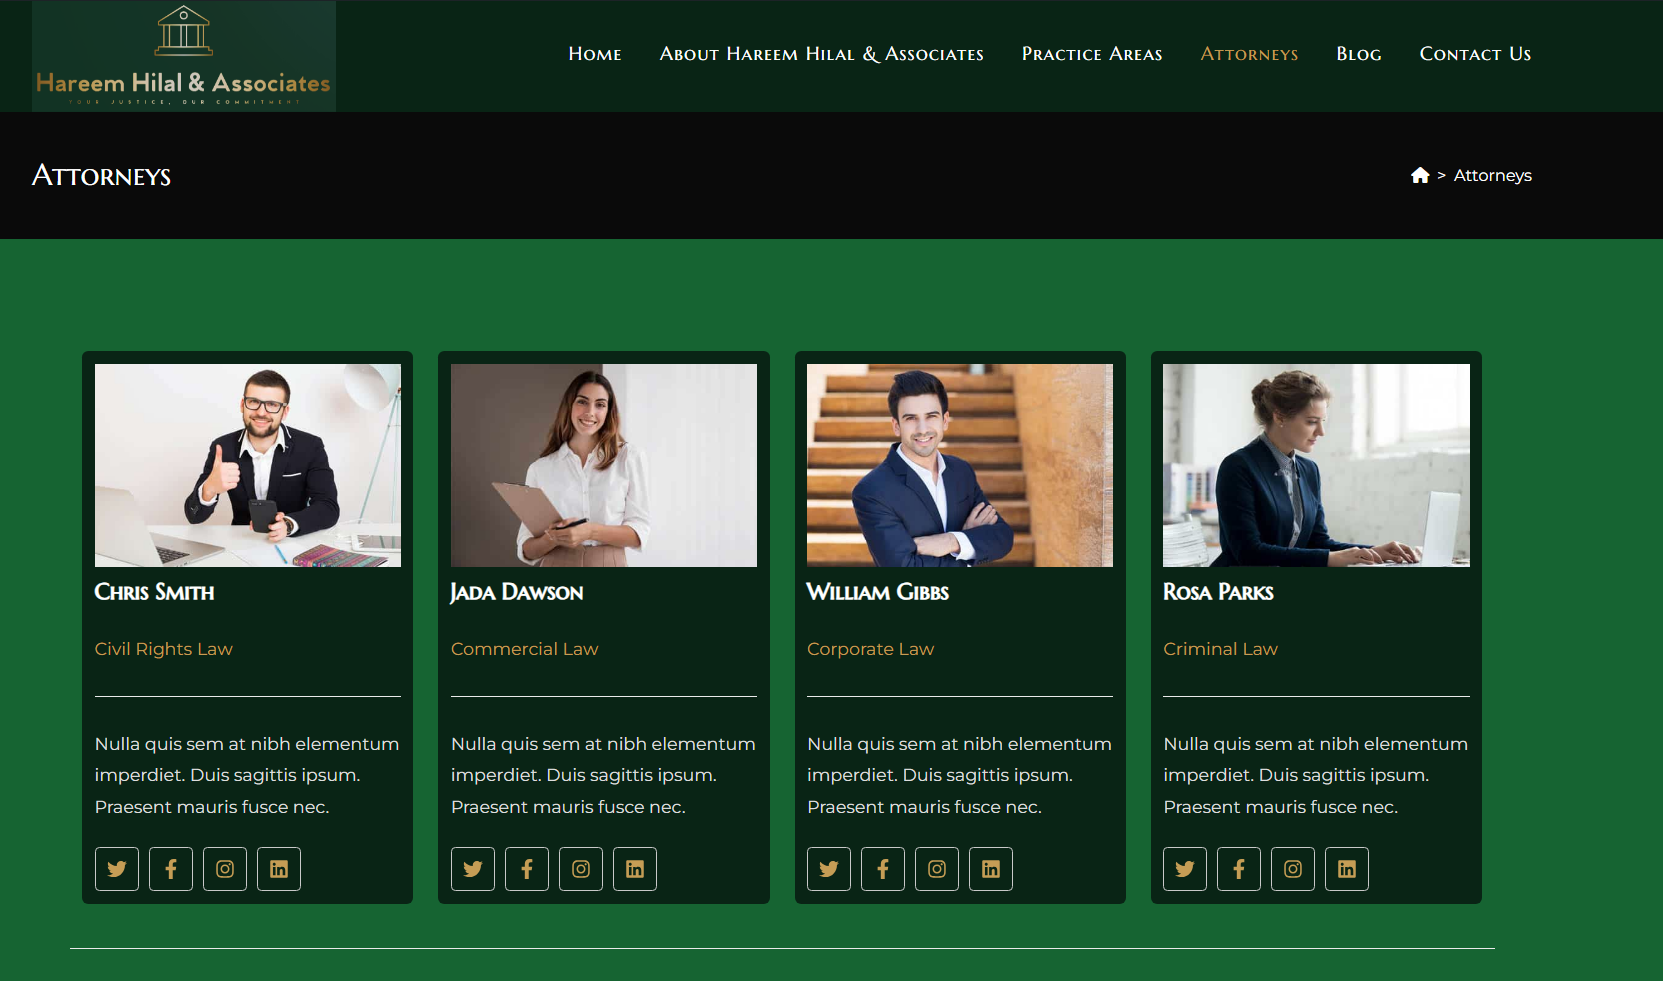 Hareem Hilal & Associates
YOUR JUSTICE, OUR COMMITMENT
Home About Hareem Hilal & Associates Practice Areas Attorneys Blog Contact Us
Attorneys
> Attorneys
Chris Smith
Civil Rights Law
Nulla quis sem at nibh elementum
imperdiet. Duis sagittis ipsum.
Praesent mauris fusce nec.
Jada Dawson
Commercial Law
Nulla quis sem at nibh elementum
imperdiet. Duis sagittis ipsum.
Praesent mauris fusce nec.
William Gibbs
Corporate Law
Nulla quis sem at nibh elementum
imperdiet. Duis sagittis ipsum.
Praesent mauris fusce nec.
Rosa Parks
Criminal Law
Nulla quis sem at nibh elementum
imperdiet. Duis sagittis ipsum.
Praesent mauris fusce nec.